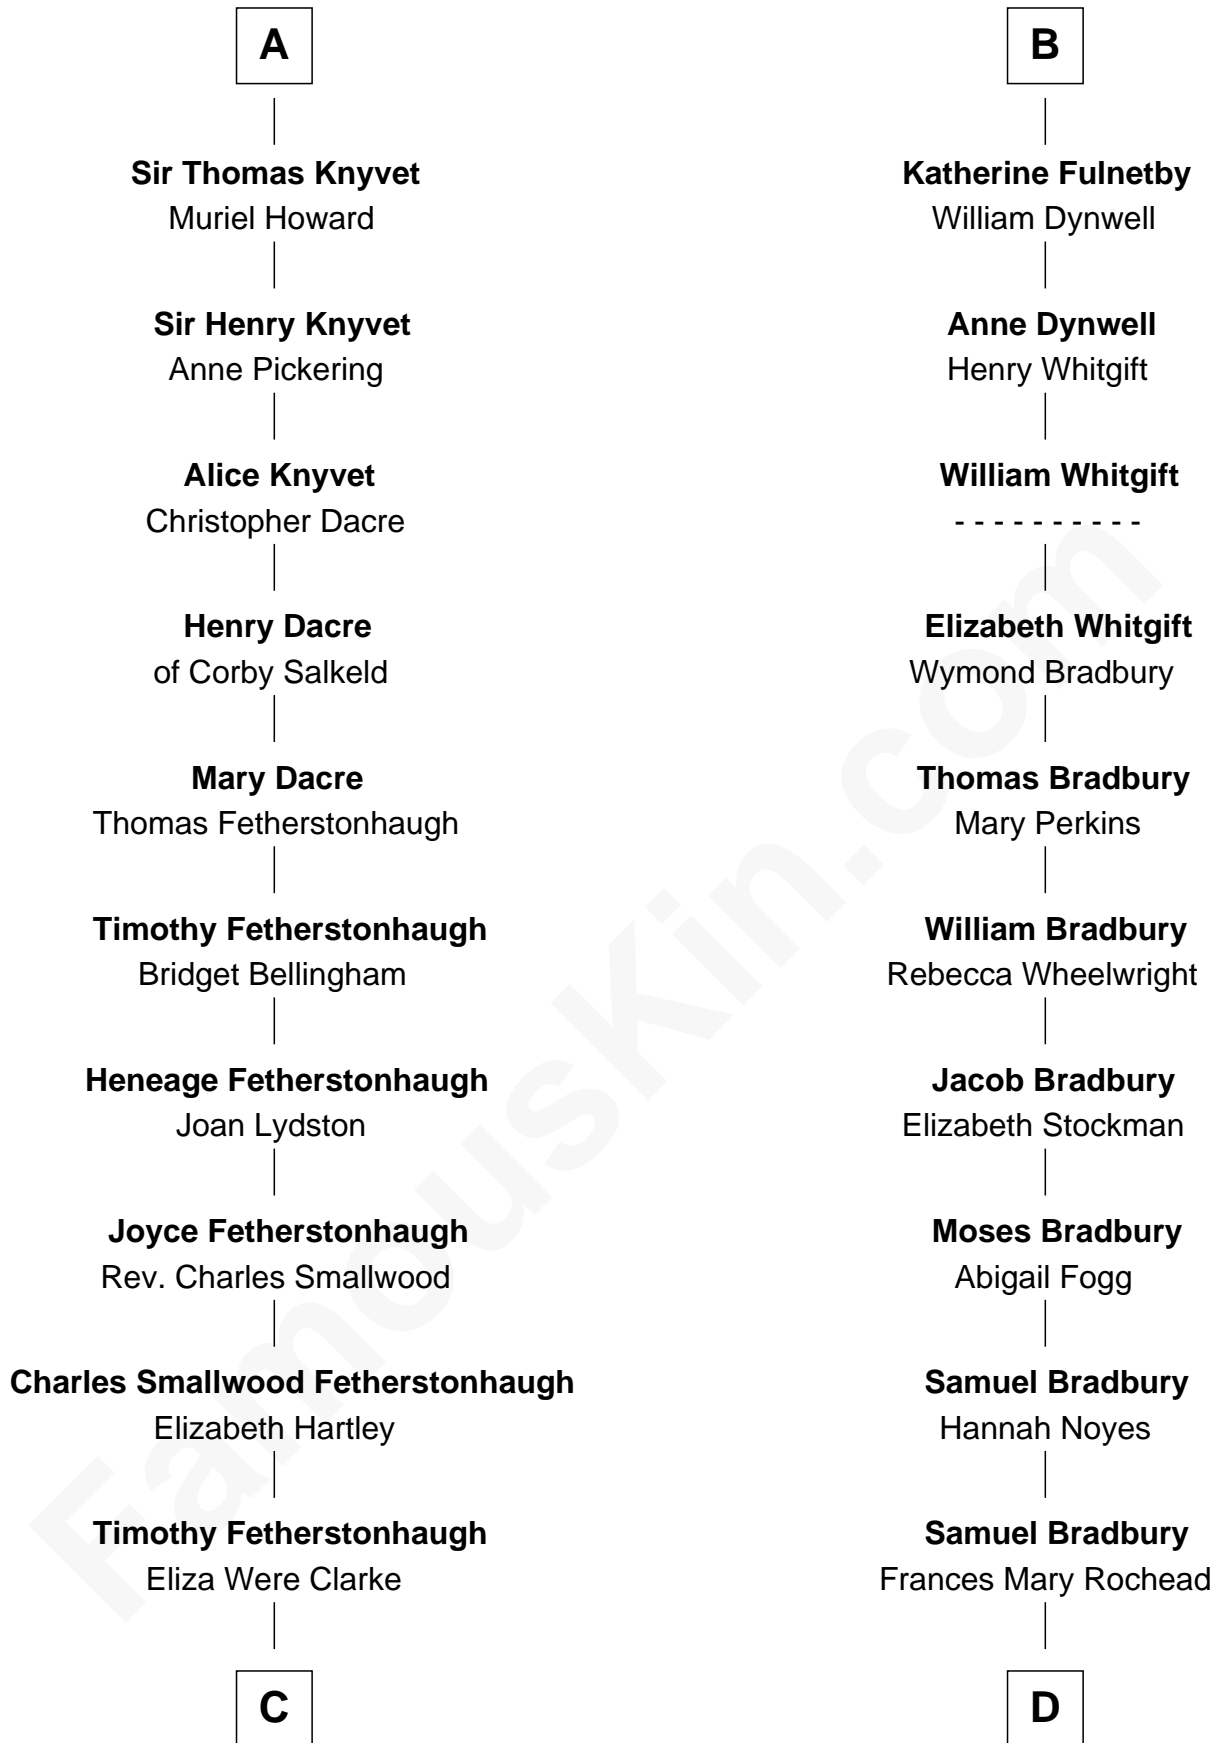 A
Sir Thomas Knyvet
Muriel Howard
Sir Henry Knyvet
Anne Pickering
Alice Knyvet
Christopher Dacre
Henry Dacre
of Corby Salkeld
Mary Dacre
Thomas Fetherstonhaugh
Timothy Fetherstonhaugh
Bridget Bellingham
Heneage Fetherstonhaugh
Joan Lydston
Joyce Fetherstonhaugh
Rev. Charles Smallwood
Charles Smallwood Fetherstonhaugh
Elizabeth Hartley
Timothy Fetherstonhaugh
Eliza Were Clarke
C
B
Katherine Fulnetby
William Dynwell
Anne Dynwell
Henry Whitgift
William Whitgift
- - - - - - - - - -
Elizabeth Whitgift
Wymond Bradbury
Thomas Bradbury
Mary Perkins
William Bradbury
Rebecca Wheelwright
Jacob Bradbury
Elizabeth Stockman
Moses Bradbury
Abigail Fogg
Samuel Bradbury
Hannah Noyes
Samuel Bradbury
Frances Mary Rochead
D
FamousKin.com